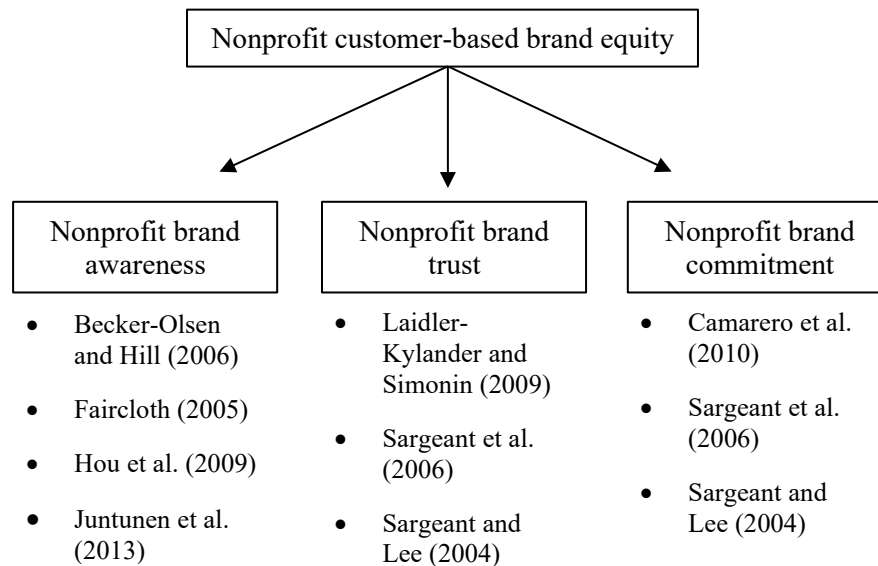 Nonprofit customer-based brand equity
Nonprofit brand
awareness
• Becker-Olsen
and Hill (2006)
• Faircloth (2005)
• Hou et al. (2009)
• Juntunen et al.
(2013)
Nonprofit brand
trust
• Laidler-
Kylander and
Simonin (2009)
• Sargeant et al.
(2006)
• Sargeant and
Lee (2004)
Nonprofit brand
commitment
• Camarero et al.
(2010)
• Sargeant et al.
2006)
• Sargeant and
Lee (2004)